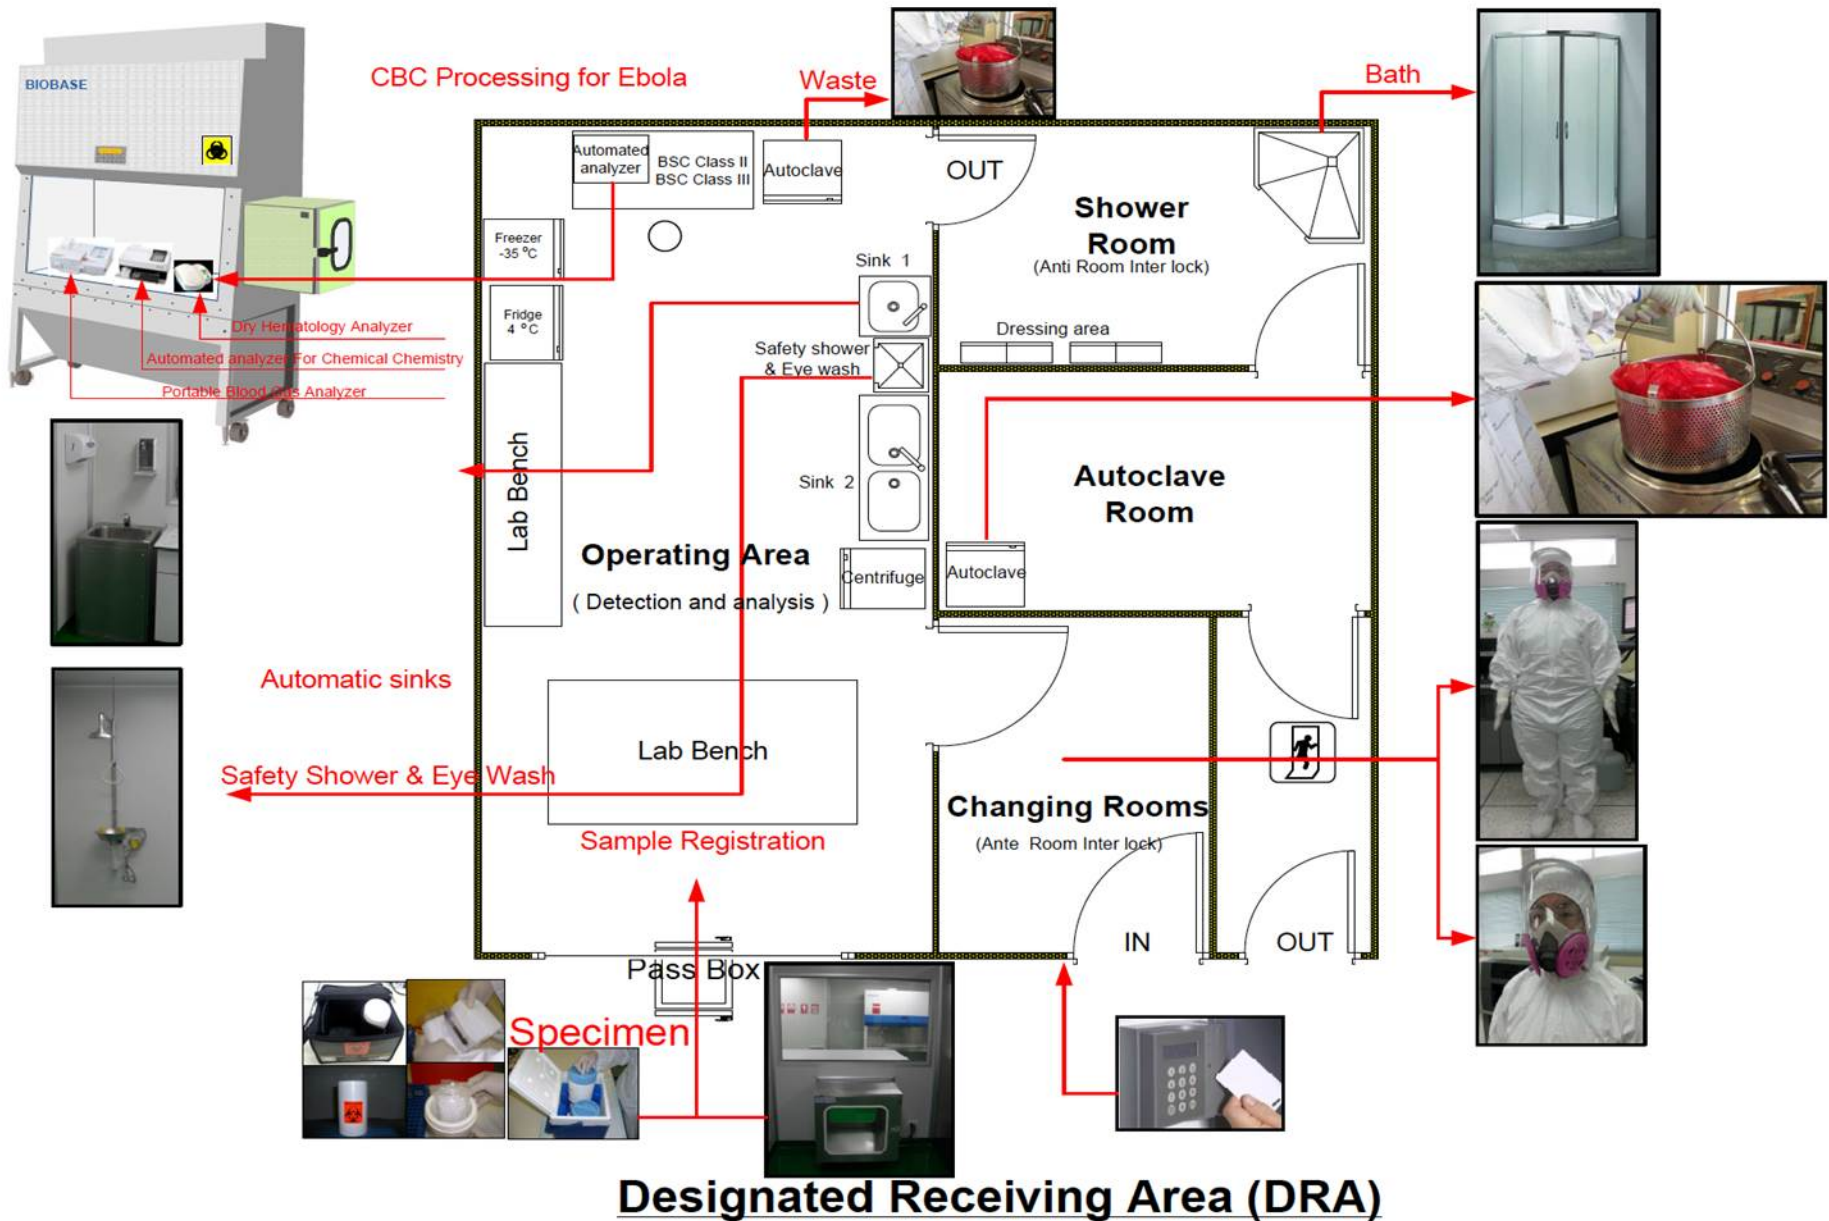 BIOBASE
CBC Processing for Ebola
Waste
Bath
Automated
analyzer
BSC Class II
BSC Class III
Autoclave
OUT
Shower
Room
(Anti Room Inter lock)
Freezer
-35 °C
Sink 1
Fridge
4 °C
Dry Hematology Analyzer
Automated analyzer For Chemical Chemistry
Portable Blood Gas Analyzer
Safety shower
& Eye wash
Dressing area
Lab Bench
Sink 2
Autoclave
Room
Operating Area
( Detection and analysis )
Centrifuge
Autoclave
Automatic sinks
Lab Bench
Safety Shower & Eye Wash
Sample Registration
Changing Rooms
(Ante Room Inter lock)
IN
OUT
Pass Box
Specimen
Designated Receiving Area (DRA)